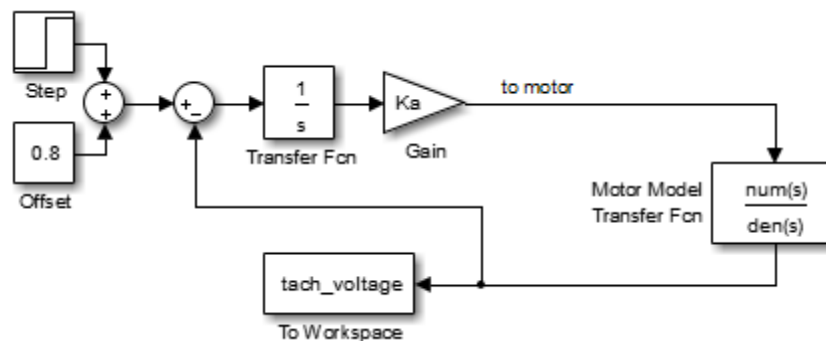 Step
+
+
0.8
Offset
+
−
1
s
Transfer Fcn
Ka
Gain
to motor
Motor Model
Transfer Fcn
num(s)
den(s)
tach_voltage
To Workspace